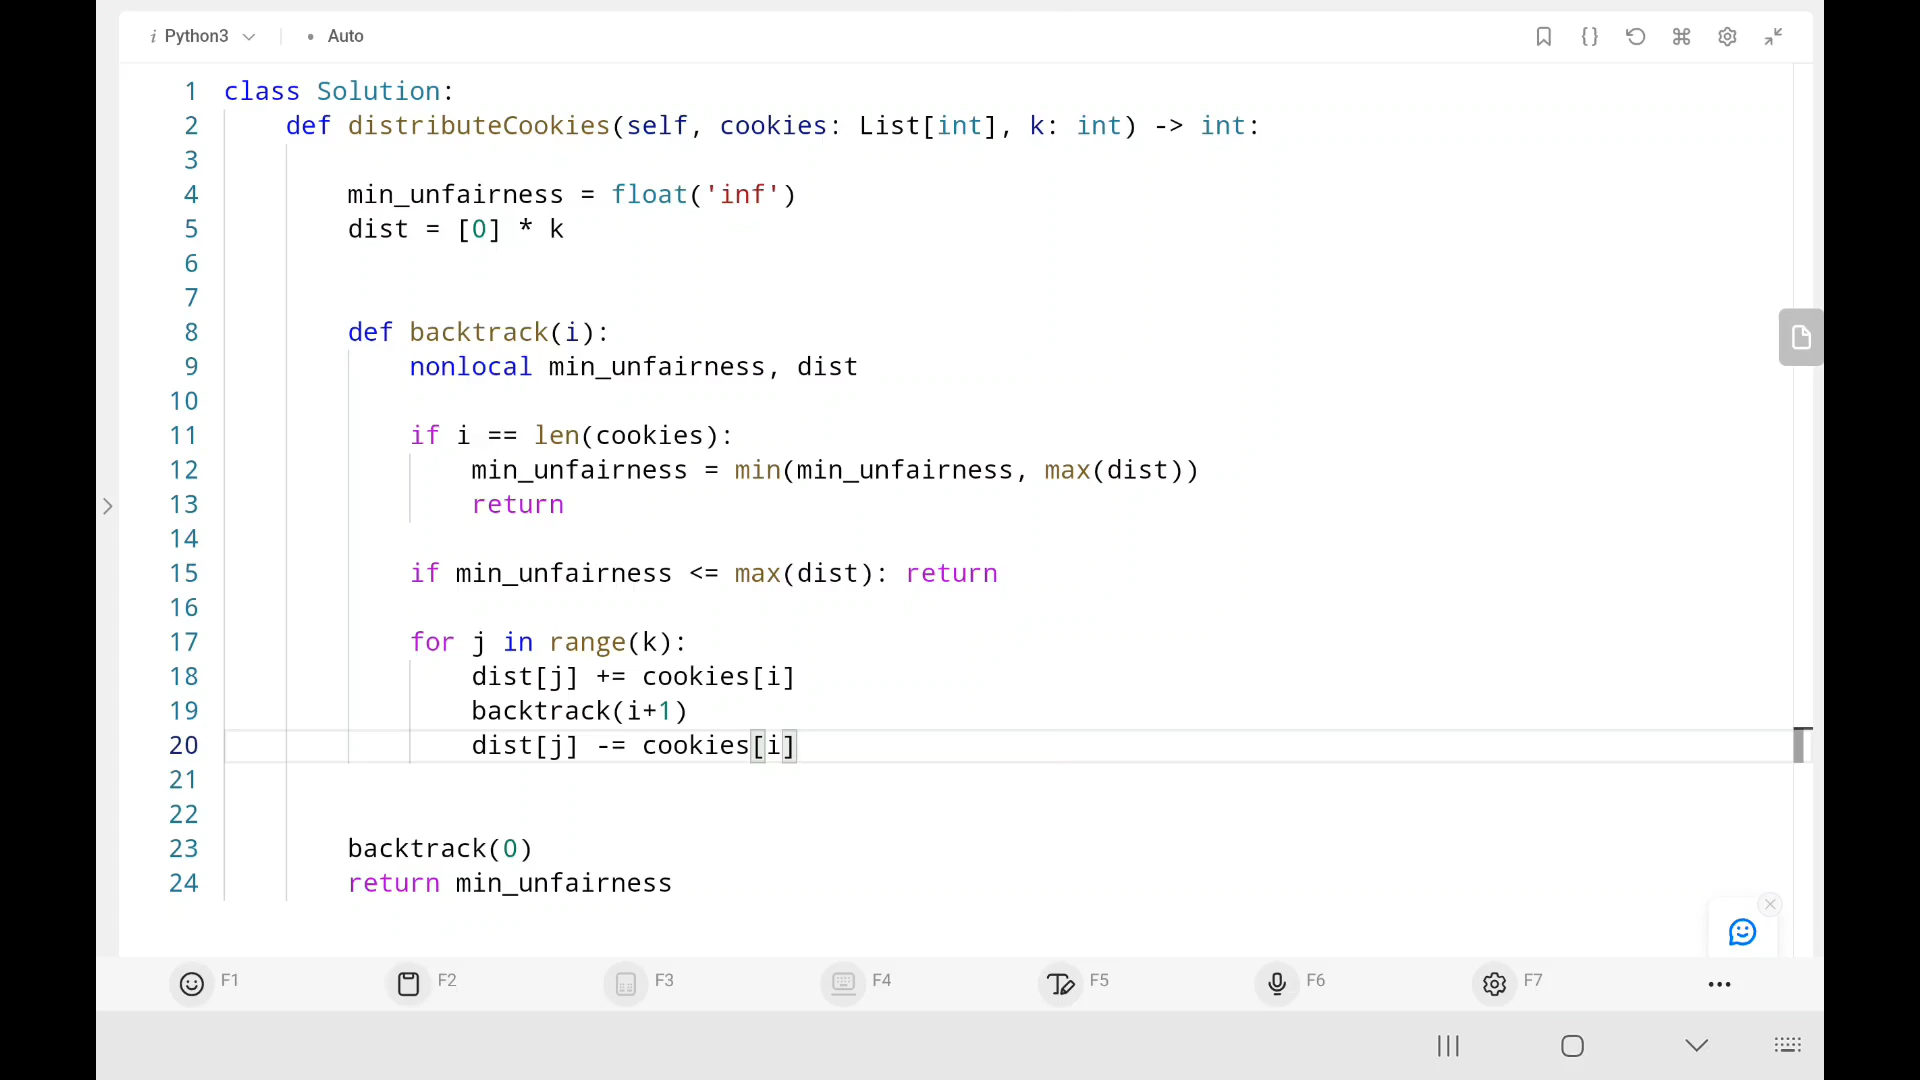 i Python3 • Auto
1 class Solution:
2     def distributeCookies(self, cookies: List[int], k: int) -> int:
3
4         min_unfairness = float('inf')
5         dist = [0] * k
6
7
8         def backtrack(i):
9             nonlocal min_unfairness, dist
10
11             if i == len(cookies):
12                 min_unfairness = min(min_unfairness, max(dist))
13                 return
14
15             if min_unfairness <= max(dist): return
16
17             for j in range(k):
18                 dist[j] += cookies[i]
19                 backtrack(i+1)
20                 dist[j] -= cookies[i]
21
22
23         backtrack(0)
24         return min_unfairness
F1 F2 F3 F4 F5 F6 F7